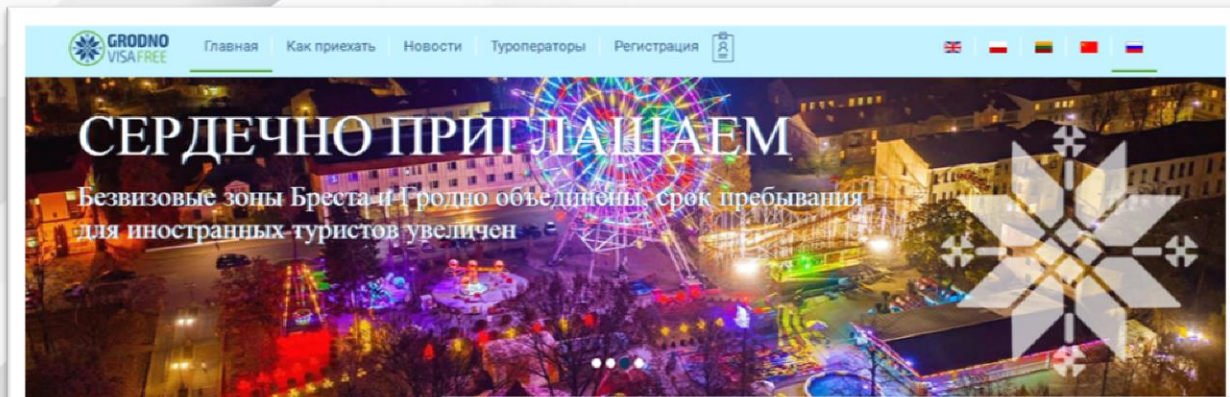 GRODNO
VISAFREE
Главная
Как приехать
Новости
Туроператоры
Регистрация
СЕРДЕЧНО ПРИГЛАШАЕМ
Безвизовые зоны Бреста и Гродно объединены, срок пребывания
для иностранных туристов увеличен